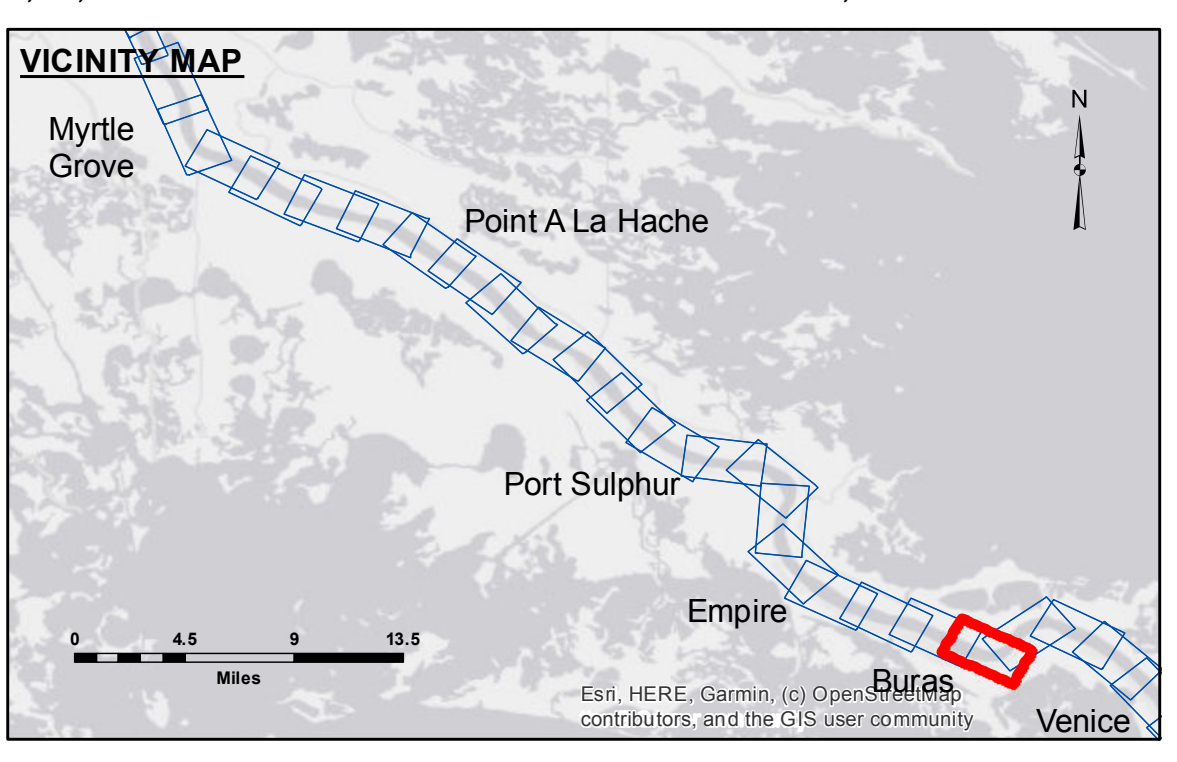 VICINITY MAP
N
Myrtle
Grove
Point A La Hache
Port Sulphur
Empire
0 4.5 9 13.5
Miles
Buras
Esri, HERE, Garmin, (c) OpenStreetMap
contributors, and the GIS user community
Venice